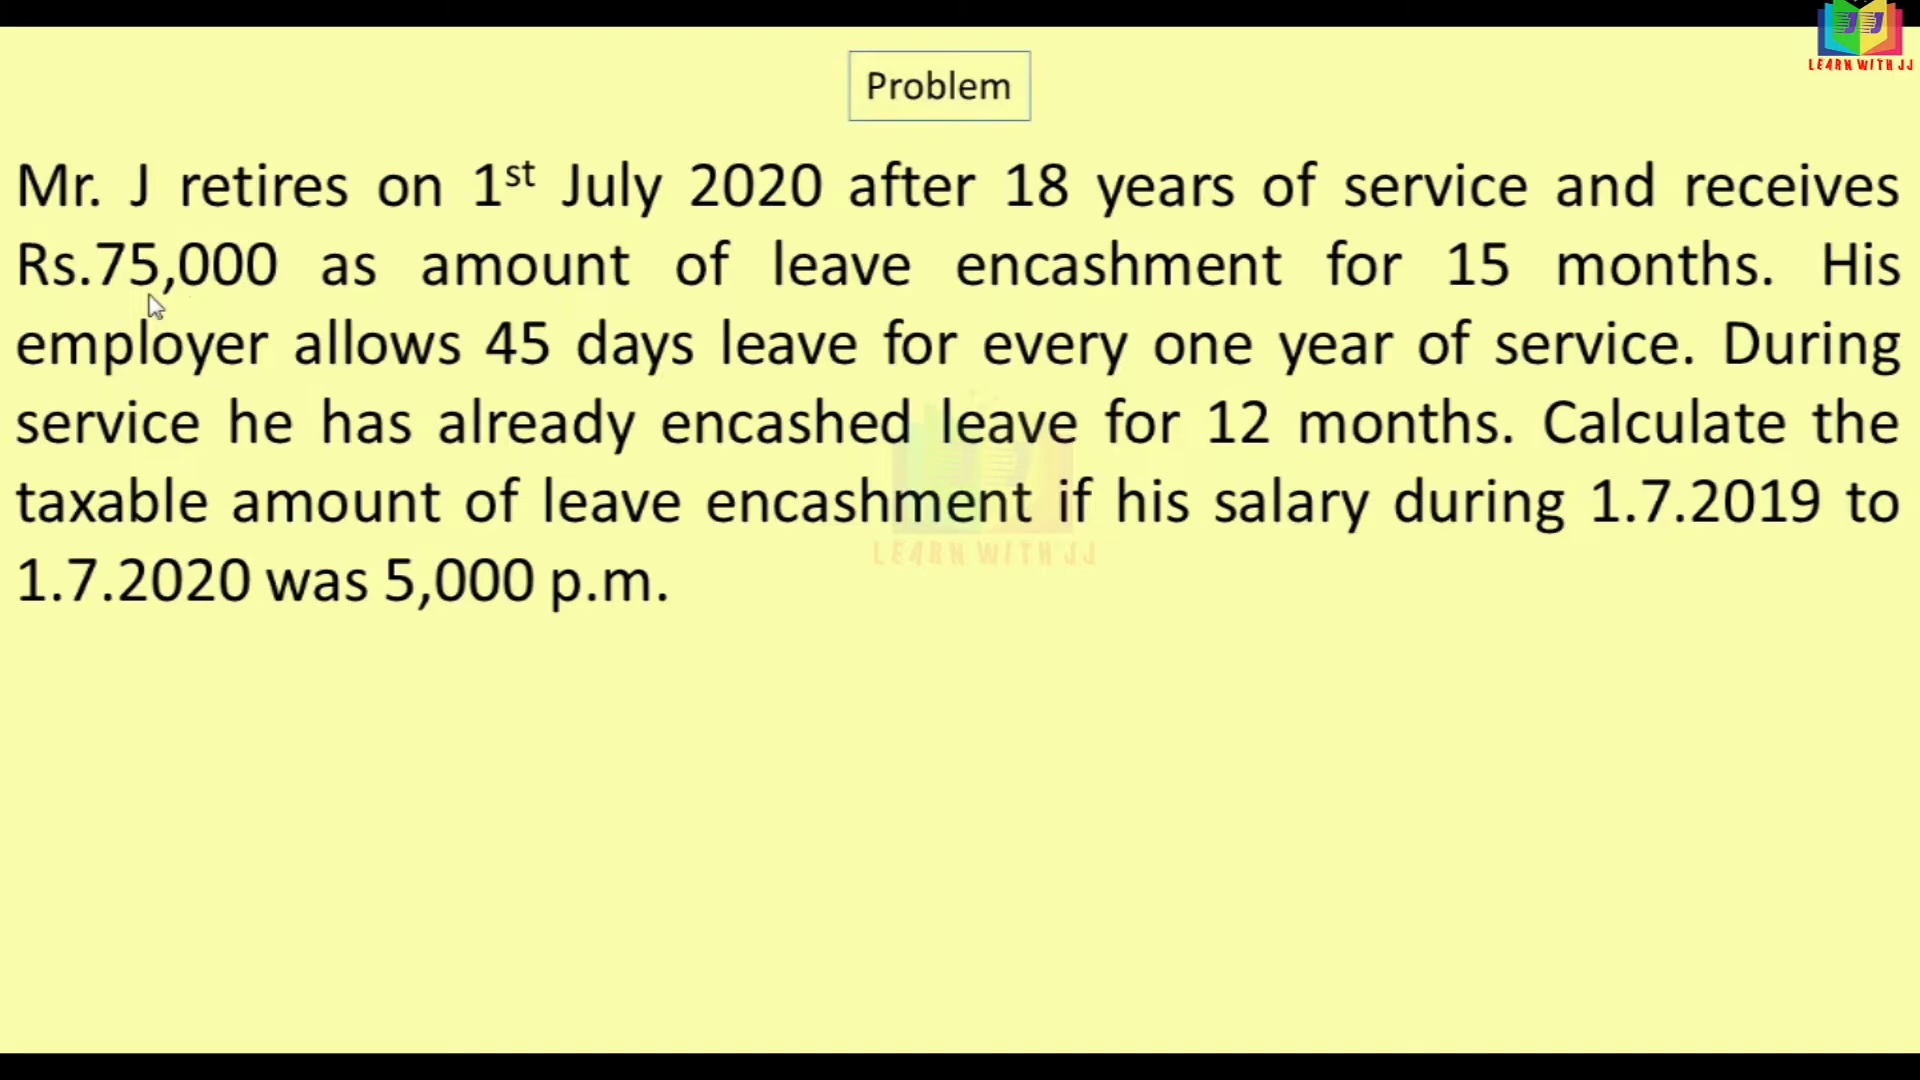 LEARN WITH JJ
Problem
Mr. J retires on 1st July 2020 after 18 years of service and receives
Rs.75,000 as amount of leave encashment for 15 months. His
employer allows 45 days leave for every one year of service. During
service he has already encashed leave for 12 months. Calculate the
taxable amount of leave encashment if his salary during 1.7.2019 to
LEARN WITH JJ
1.7.2020 was 5,000 p.m.